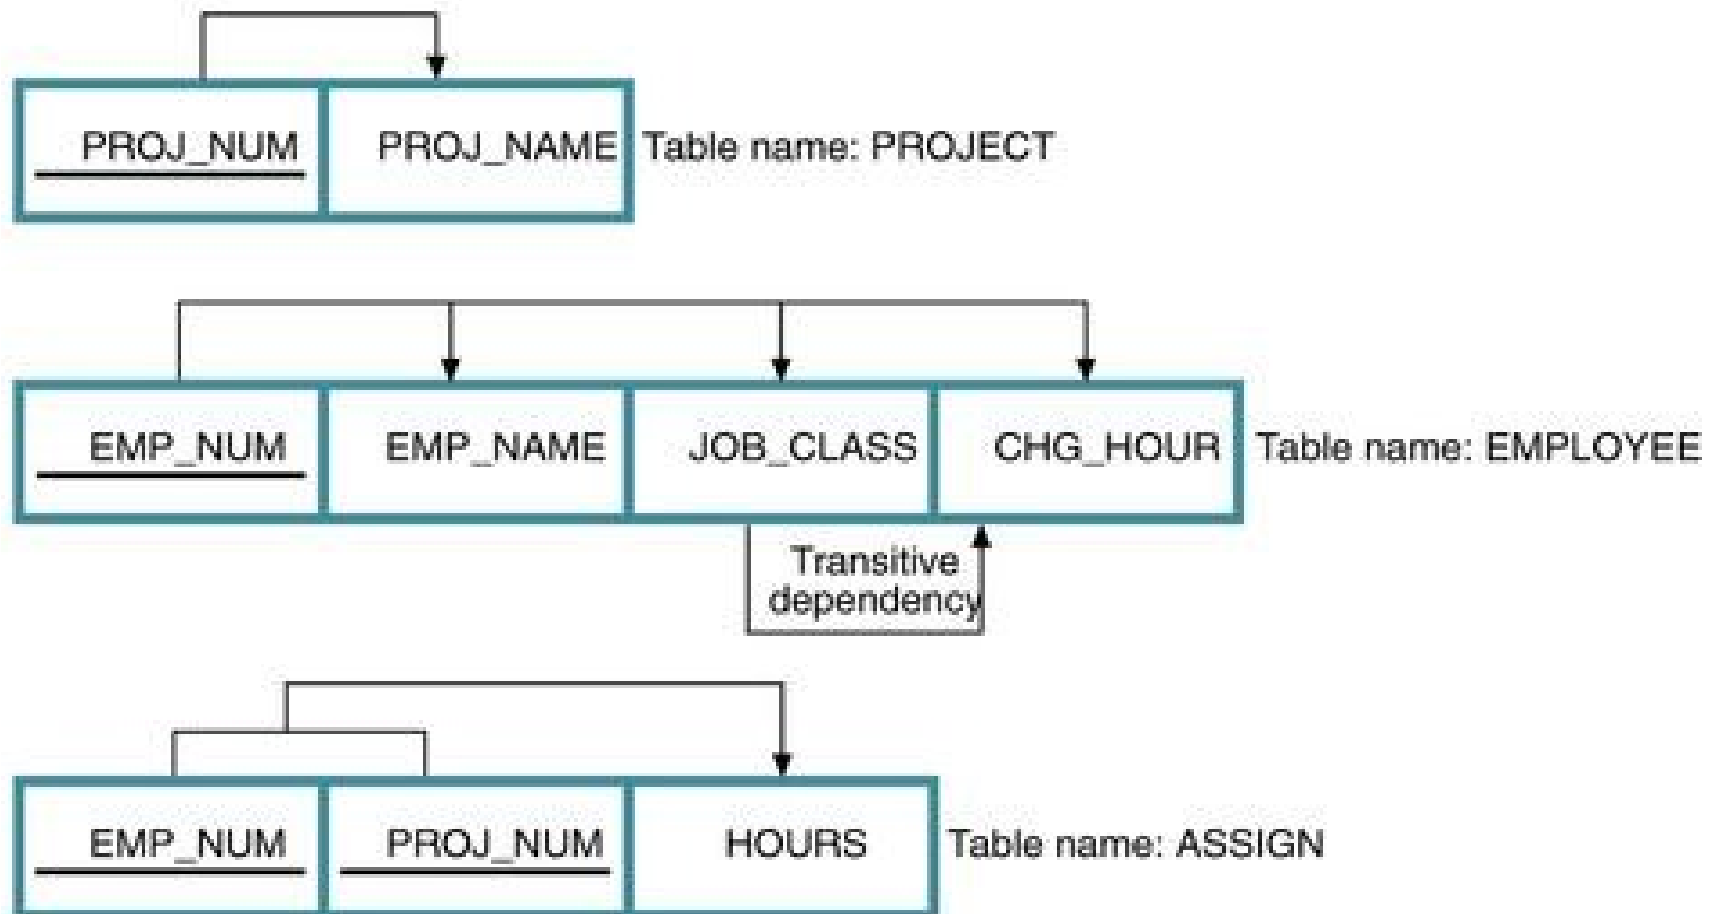 PROJ_NUM PROJ_NAME Table name: PROJECT
EMP_NUM EMP_NAME JOB_CLASS CHG_HOUR Table name: EMPLOYEE
Transitive
dependency
EMP_NUM PROJ_NUM HOURS Table name: ASSIGN